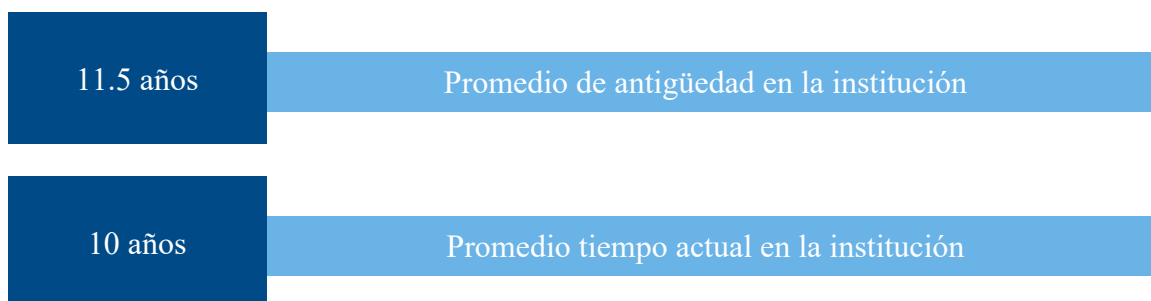 11.5 años
Promedio de antigüedad en la institución
10 años
Promedio tiempo actual en la institución